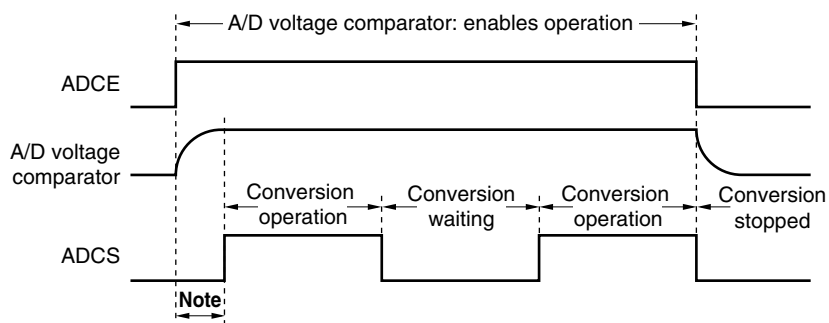 A/D voltage comparator: enables operation
ADCE
A/D voltage
comparator
Conversion
operation
Conversion
waiting
Conversion
operation
Conversion
stopped
ADCS
Note